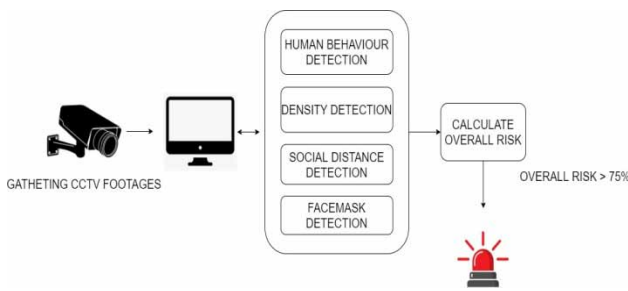 HUMAN BEHAVIOUR
DETECTION
DENSITY DETECTION
SOCIAL DISTANCE
DETECTION
FACEMASK
DETECTION
GATHETING CCTV FOOTAGES
CALCULATE
OVERALL RISK
OVERALL RISK > 75%